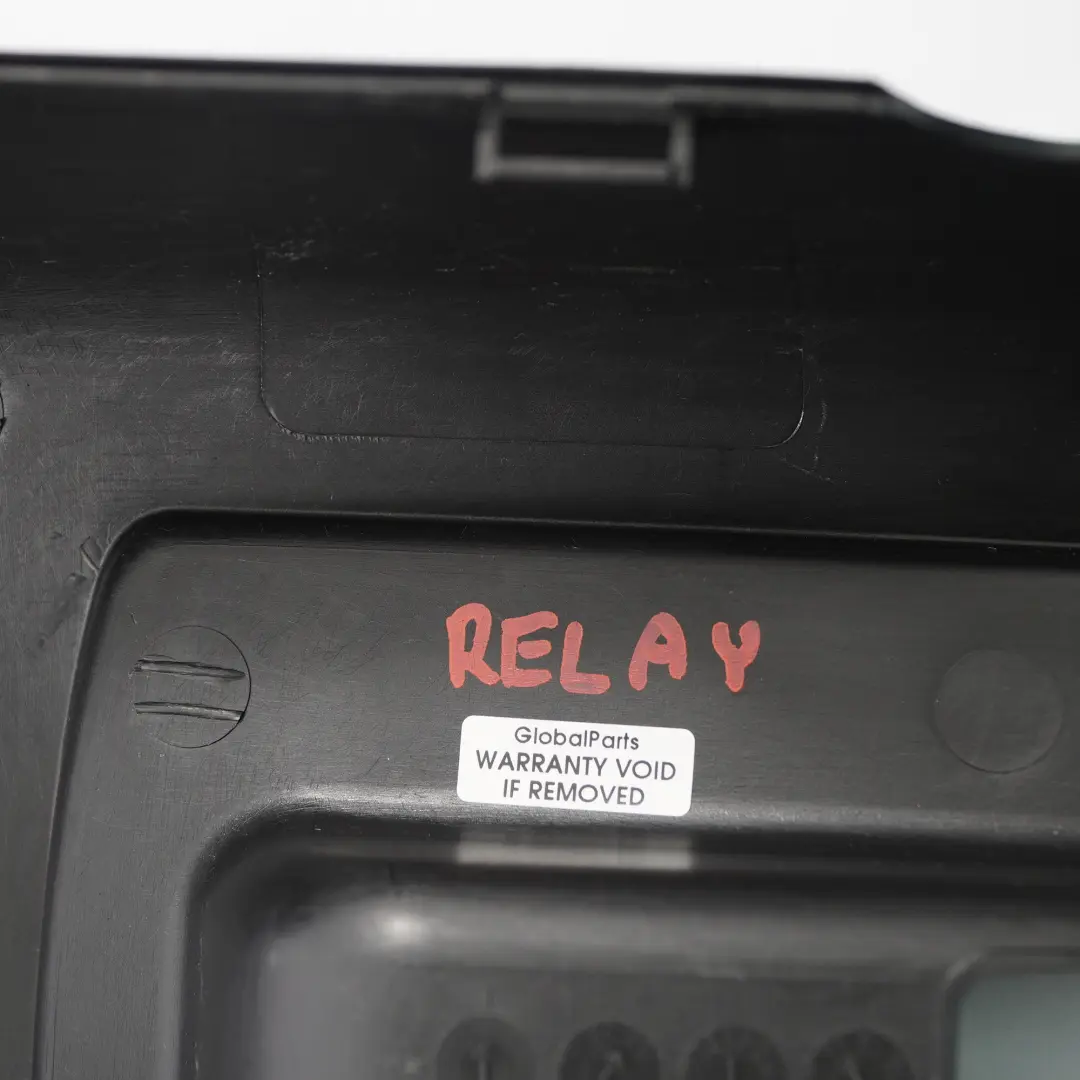 RELAY
GlobalParts
WARRANTY VOID
IF REMOVED